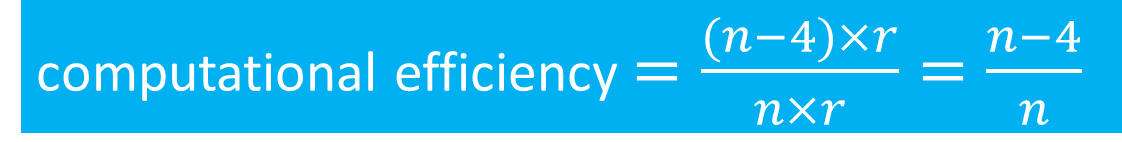 computational efficiency = (n−4)×r / n×r = n−4 / n